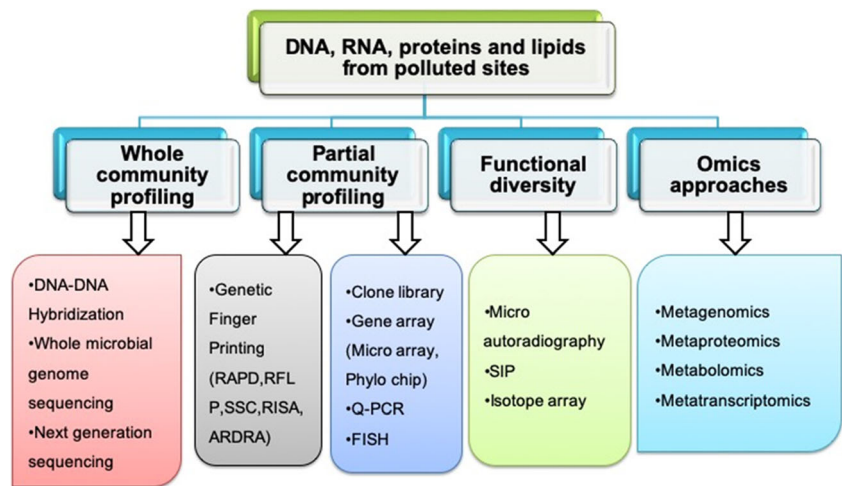 DNA, RNA, proteins and lipids
from polluted sites
Whole
community
profiling
Partial
community
profiling
Functional
diversity
Omics
approaches
•DNA-DNA
Hybridization
•Whole microbial
genome
sequencing
•Next generation
sequencing
•Genetic
Finger
Printing
(RAPD,RFL
P,SSC,RISA,
ARDRA)
•Clone library
•Gene array
(Micro array,
Phylo chip)
•Q-PCR
•FISH
•Micro
autoradiography
•SIP
•Isotope array
•Metagenomics
•Metaproteomics
•Metabolomics
•Metatranscriptomics